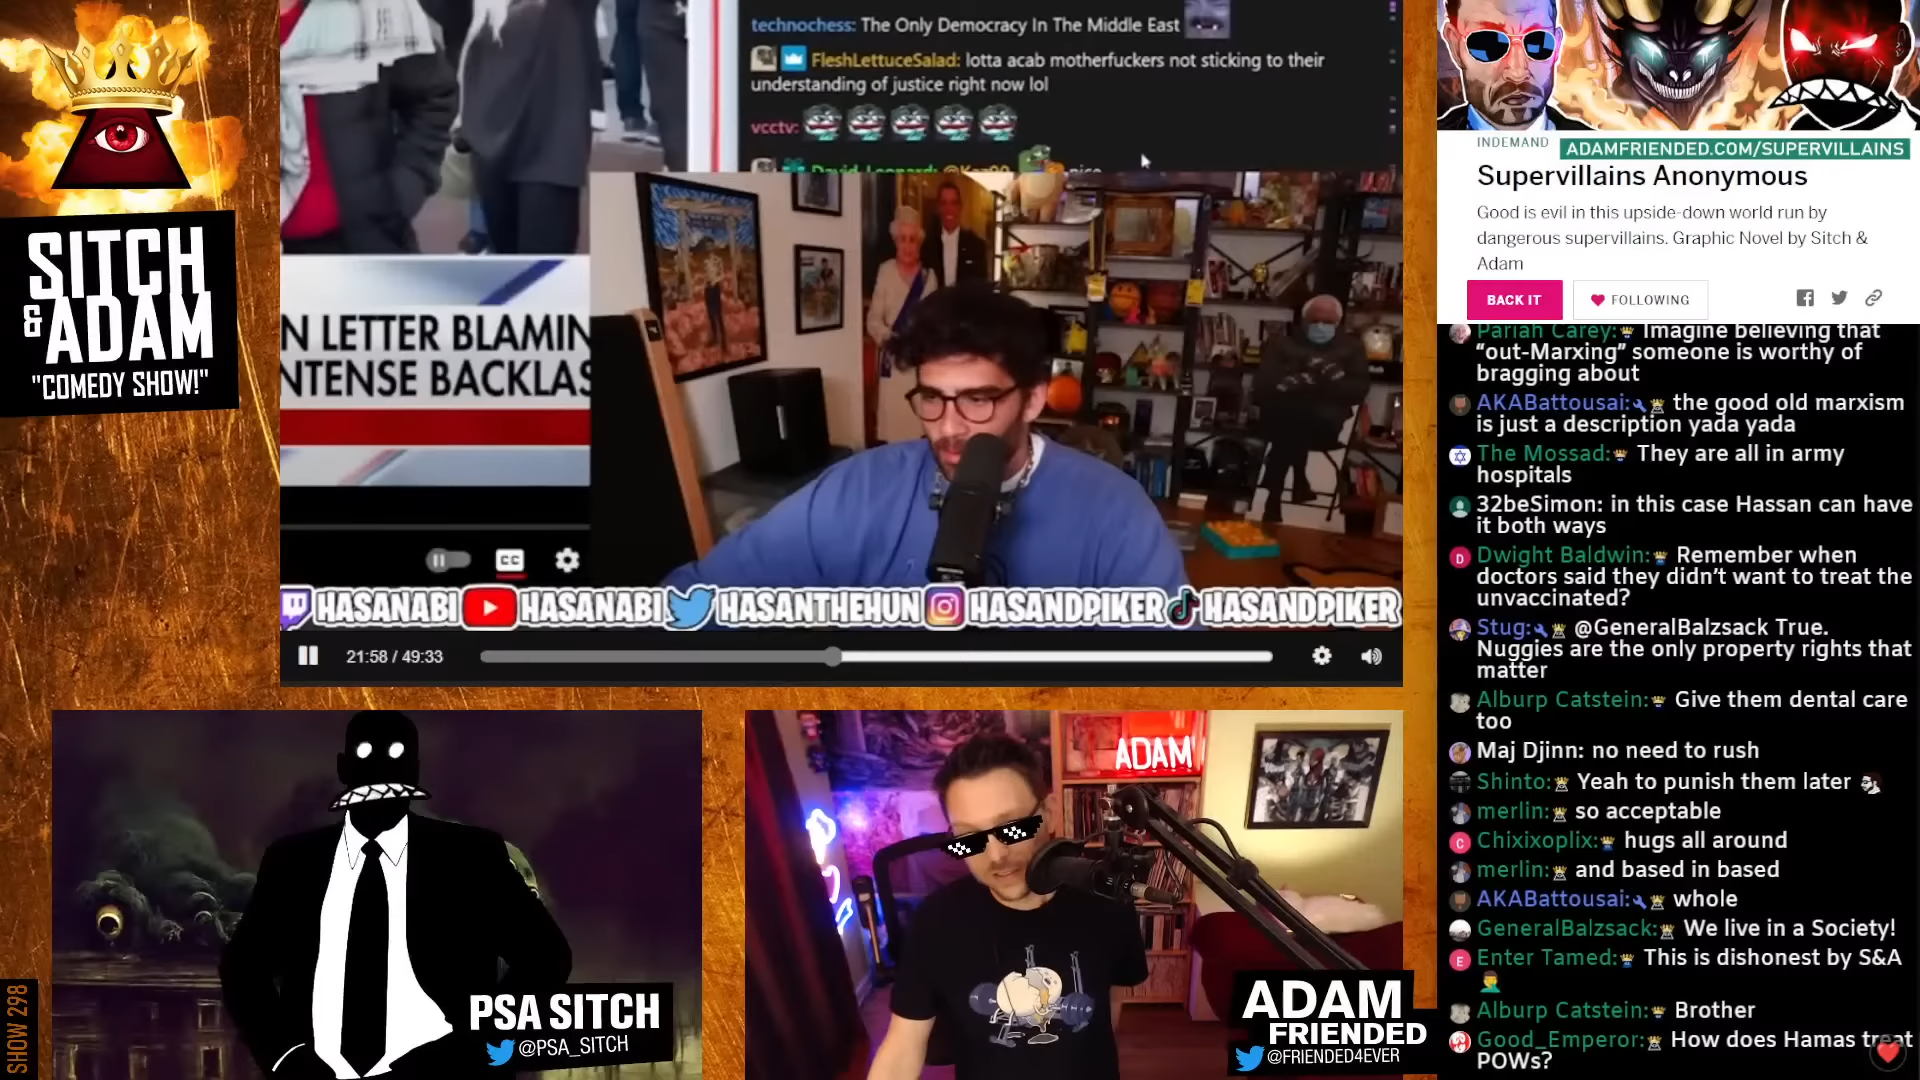 SITCH
& ADAM
"COMEDY SHOW!"
technochess: The Only Democracy In The Middle East
FleshLettuceSalad: lotta acab motherfuckers not sticking to their
understanding of justice right now lol
vcctv:
David_Leonard: @Kaz90 nice
N LETTER BLAMIN
NTENSE BACKLAS
CC
HASANABI HASANABI HASANTHEHUN HASANDPIKER HASANDPIKER
21:58 / 49:33
INDEMAND
ADAMFRIENDED.COM/SUPERVILLAINS
Supervillains Anonymous
Good is evil in this upside-down world run by
dangerous supervillains. Graphic Novel by Sitch &
Adam
BACK IT
FOLLOWING
Pariah Carey: Imagine believing that
“out-Marxing” someone is worthy of
bragging about
AKABattousai: the good old marxism
is just a description yada yada
The Mossad: They are all in army
hospitals
32beSimon: in this case Hassan can have
it both ways
D Dwight Baldwin: Remember when
doctors said they didn’t want to treat the
unvaccinated?
Stug: @GeneralBalzsack True.
Nuggies are the only property rights that
matter
Alburp Catstein: Give them dental care
too
Maj Djinn: no need to rush
Shinto: Yeah to punish them later
merlin: so acceptable
C Chixixoplix: hugs all around
merlin: and based in based
AKABattousai: whole
GeneralBalzsack: We live in a Society!
E Enter Tamed: This is dishonest by S&A
Alburp Catstein: Brother
Good_Emperor: How does Hamas treat
POWs?
SHOW 298
PSA SITCH
@PSA_SITCH
ADAM
ADAM
FRIENDED
@FRIENDED4EVER